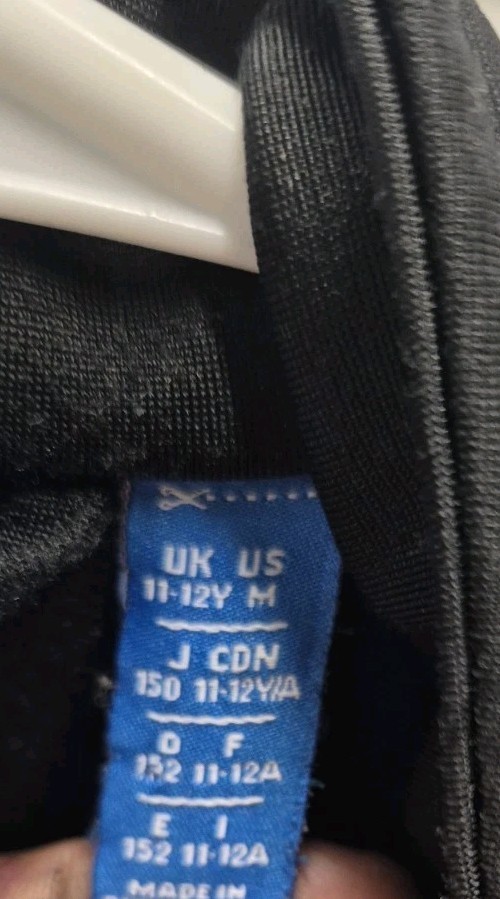 UK US
11-12Y M
J CDN
150 11-12Y/A
D F
152 11-12A
E I
152 11-12A
MADE IN